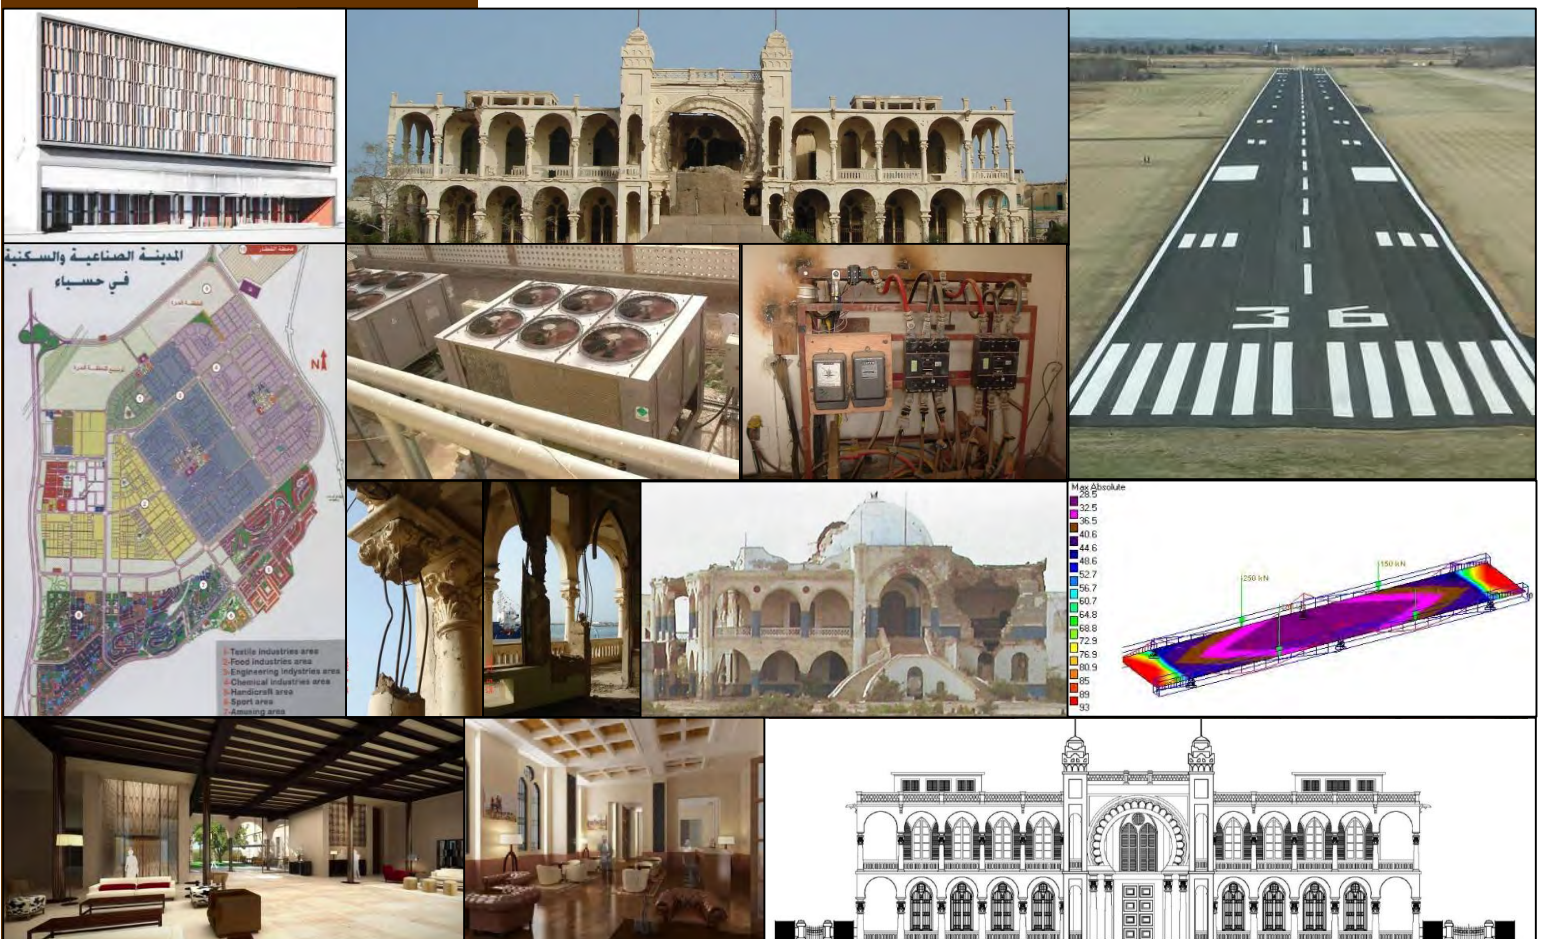 36
المدينة الصناعية والسكنية
في حسياء
N
1- Textile industries area
2- Feed industries area
3- Engineering indystries area
4- Chemical industries area
5- Handicraft area
6- Sport area
7- Amusing area
Max Absolute
28.5
32.5
36.5
40.6
44.6
48.6
52.7
56.7
60.7
64.8
68.8
72.9
76.9
80.9
85
89
93
250 kN
150 kN